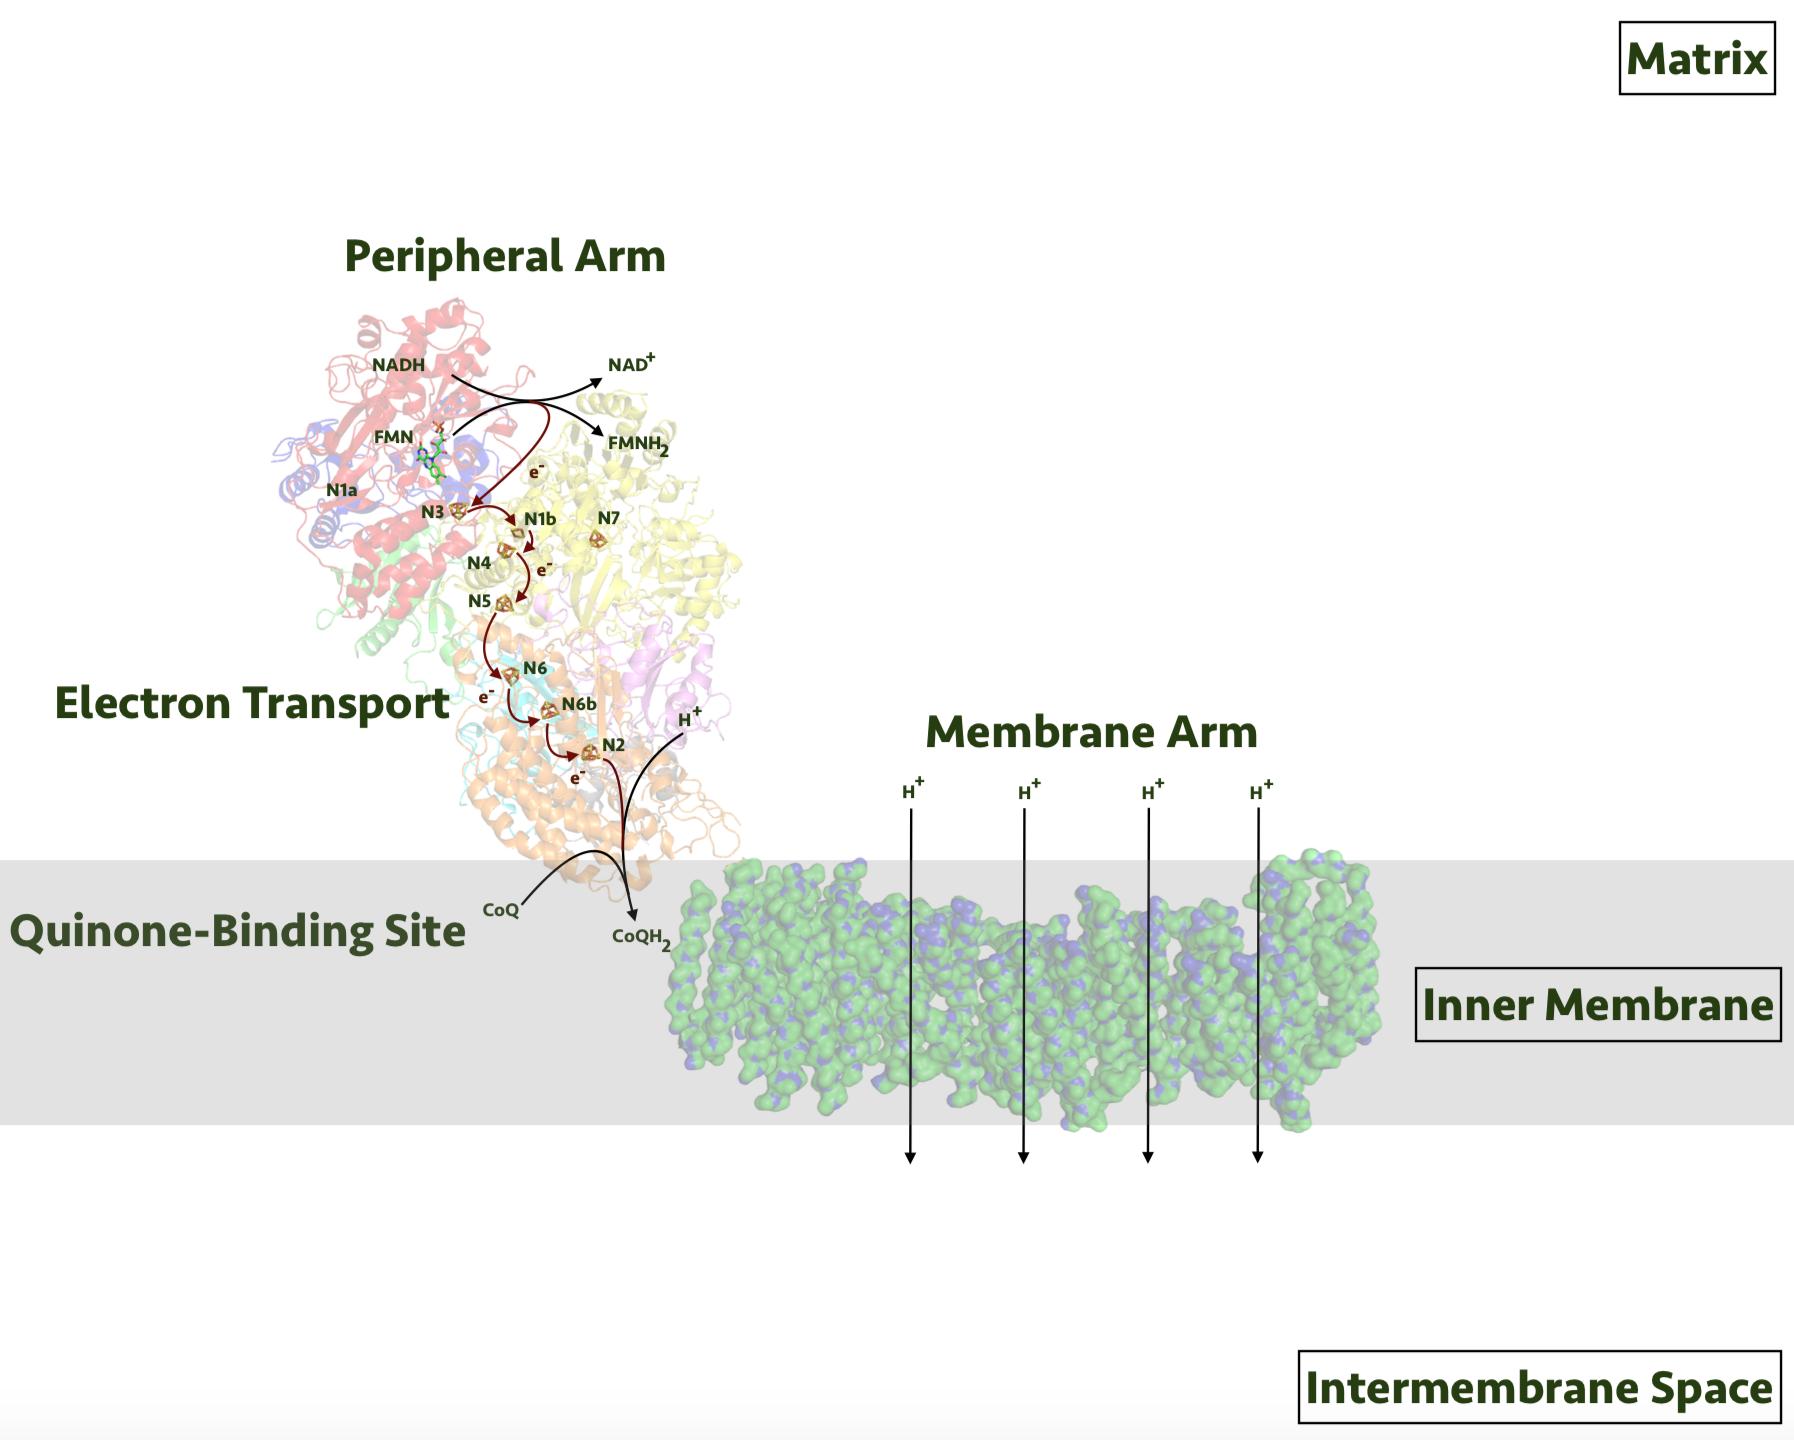 Matrix
Peripheral Arm
NADH
NAD+
FMN
FMNH2
e-
N1a
N3
N1b
N7
N4
e-
N5
N6
e-
N6b
Electron Transport
H+
N2
e-
Membrane Arm
H+
H+
H+
H+
CoQ
Quinone-Binding Site
CoQH2
Inner Membrane
Intermembrane Space